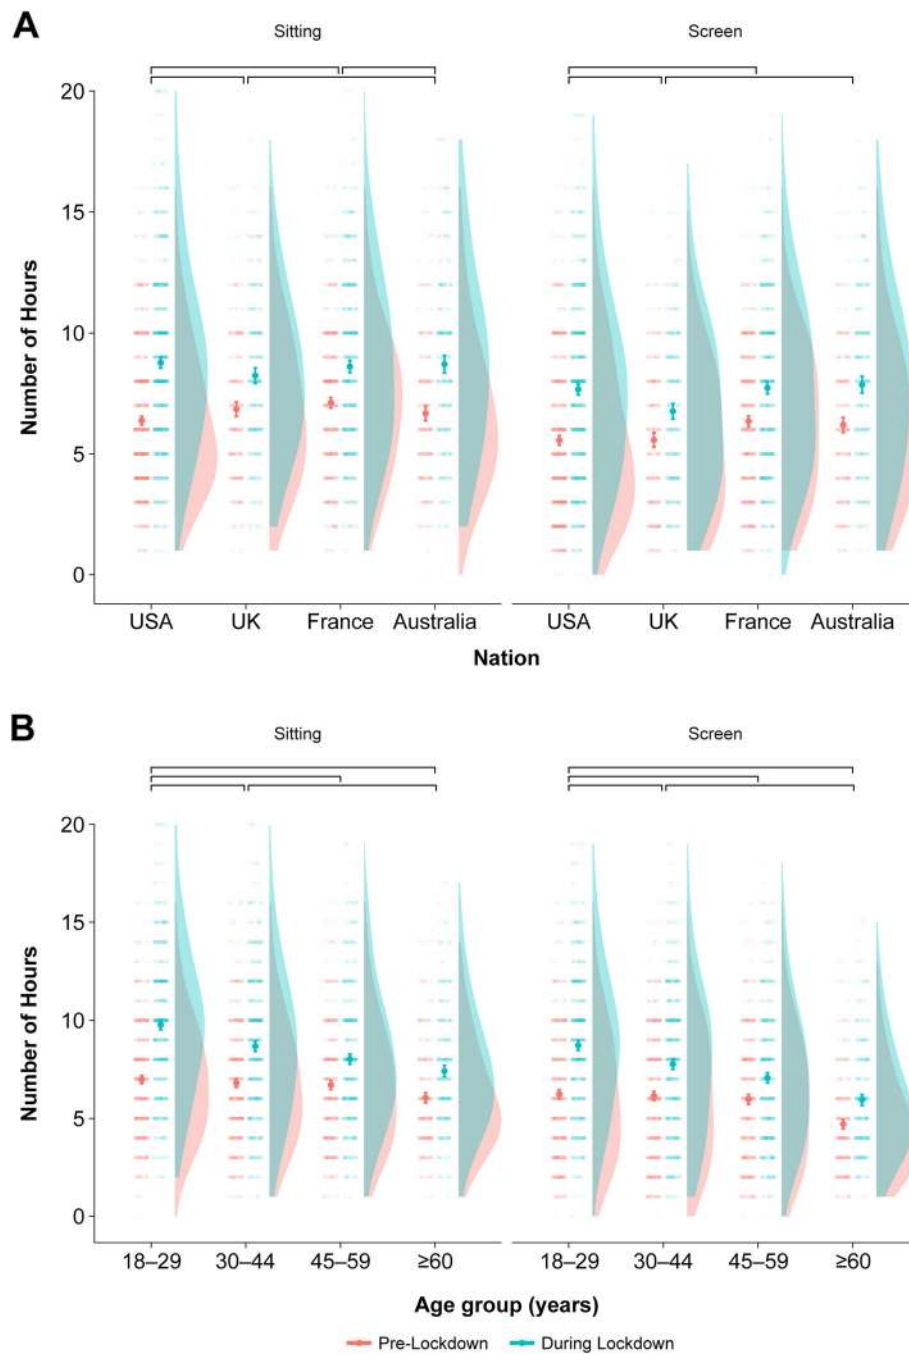 A
Sitting
Screen
20
15
10
5
0
Number of Hours
USA
UK
France
Australia
USA
UK
France
Australia
Nation
B
Sitting
Screen
20
15
10
5
0
Number of Hours
18–29
30–44
45–59
≥60
18–29
30–44
45–59
≥60
Age group (years)
Pre-Lockdown
During Lockdown